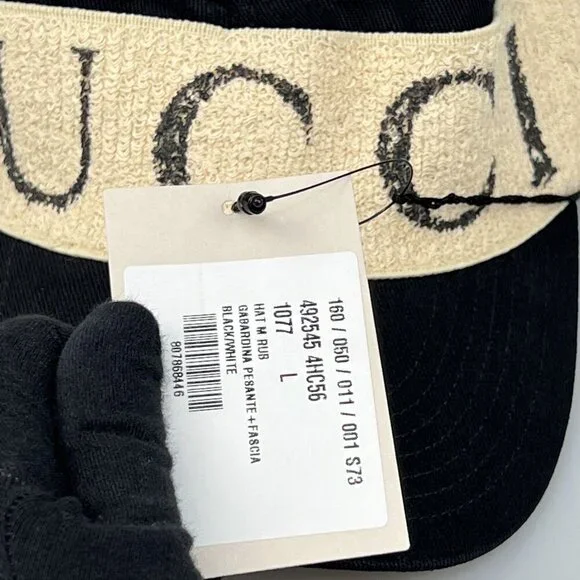 UCCI
160 / 050 / 011 / 001 S73
492545 4HC56
1077 L
HAT M RUB
GABARDINA PESANTE+FASCIA
BLACK/WHITE
807868446